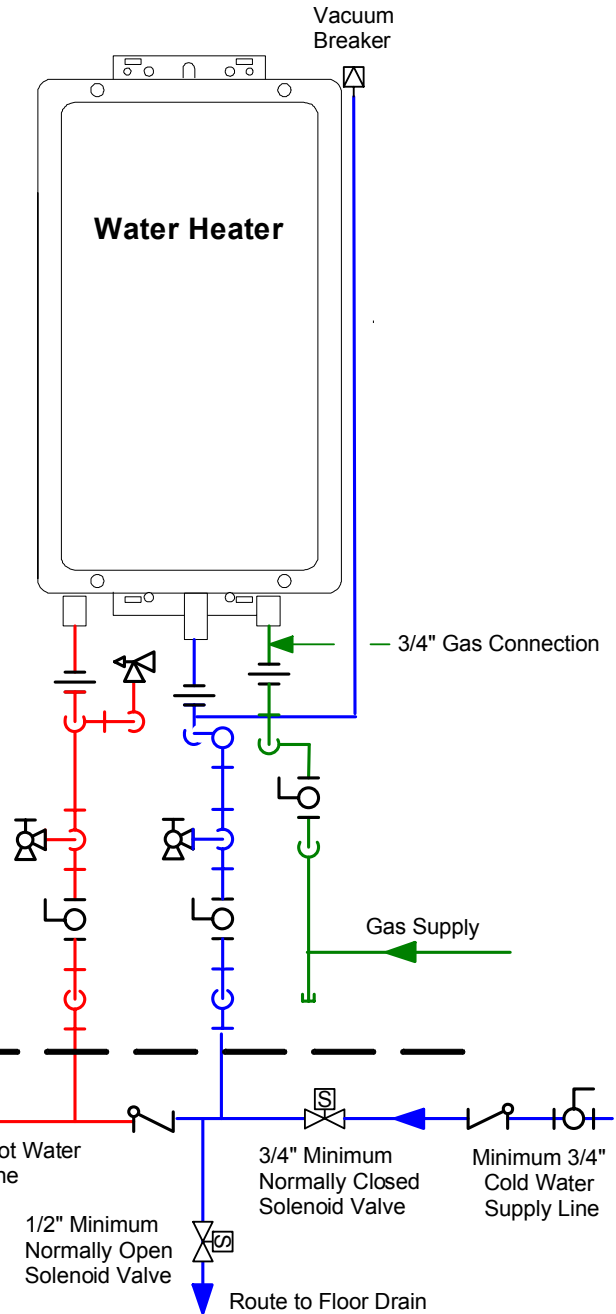 Vacuum
Breaker
Water Heater
3/4" Gas Connection
Gas Supply
S
ot Water
ne
3/4" Minimum
Normally Closed
Solenoid Valve
Minimum 3/4"
Cold Water
Supply Line
1/2" Minimum
Normally Open
Solenoid Valve
S
Route to Floor Drain